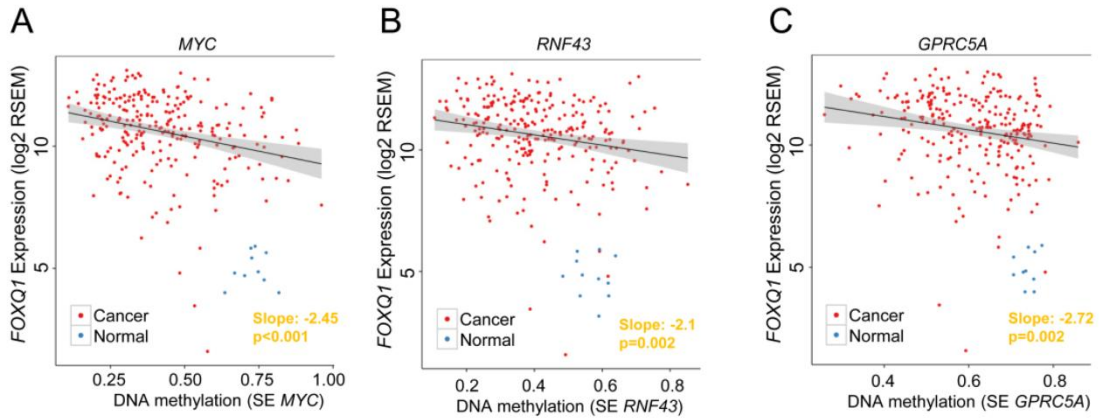 A
MYC
FOXQ1 Expression (log2 RSEM)
10
5
Cancer
Normal
Slope: -2.45
p<0.001
0.25
0.50
0.75
1.00
DNA methylation (SE MYC)
B
RNF43
FOXQ1 Expression (log2 RSEM)
10
5
Cancer
Normal
Slope: -2.1
p=0.002
0.2
0.4
0.6
0.8
DNA methylation (SE RNF43)
C
GPRC5A
FOXQ1 Expression (log2 RSEM)
10
5
Cancer
Normal
Slope: -2.72
p=0.002
0.4
0.6
0.8
DNA methylation (SE GPRC5A)